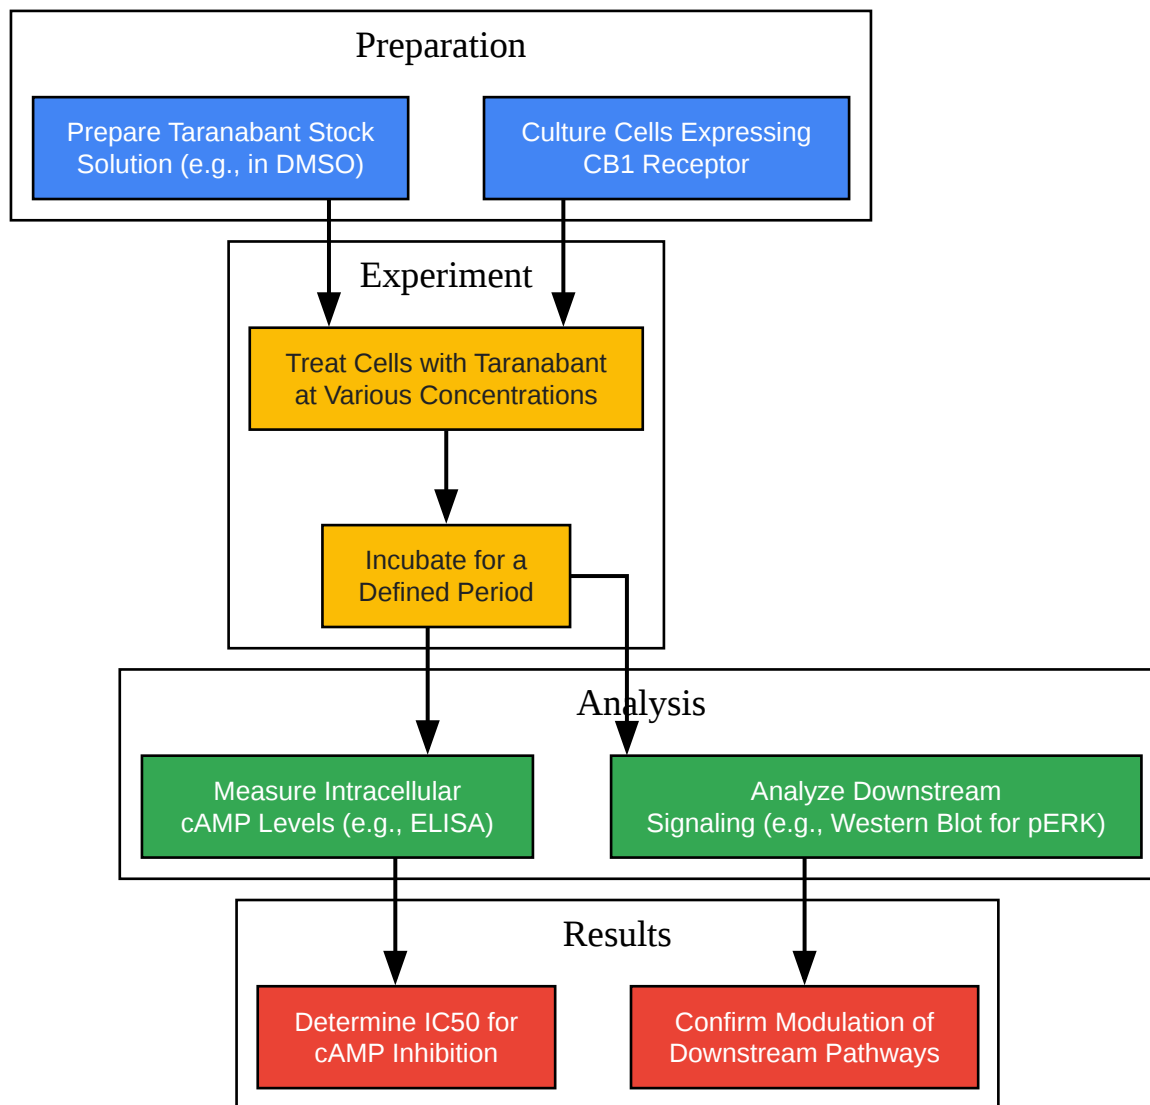 Preparation
Prepare Taranabant Stock
Solution (e.g., in DMSO)
Culture Cells Expressing
CB1 Receptor
Experiment
Treat Cells with Taranabant
at Various Concentrations
Incubate for a
Defined Period
Analysis
Measure Intracellular
cAMP Levels (e.g., ELISA)
Analyze Downstream
Signaling (e.g., Western Blot for pERK)
Results
Determine IC50 for
cAMP Inhibition
Confirm Modulation of
Downstream Pathways